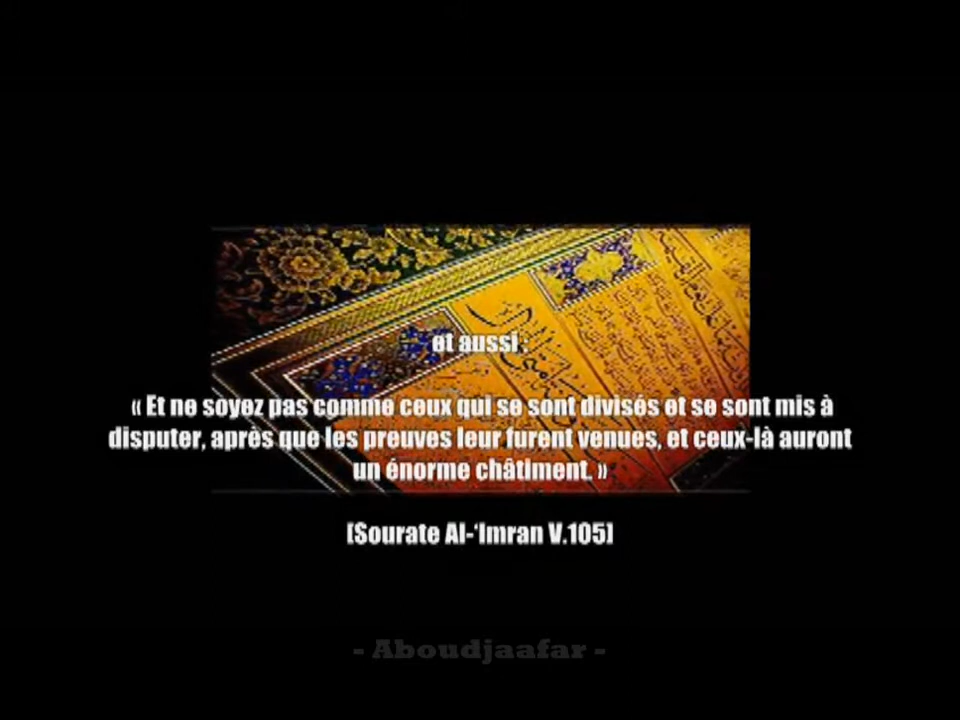 et aussi :
« Et ne soyez pas comme ceux qui se sont divisés et se sont mis à
disputer, après que les preuves leur furent venues, et ceux-là auront
un énorme châtiment. »
[Sourate Al-'Imran V.105]
- Aboudjaafar -